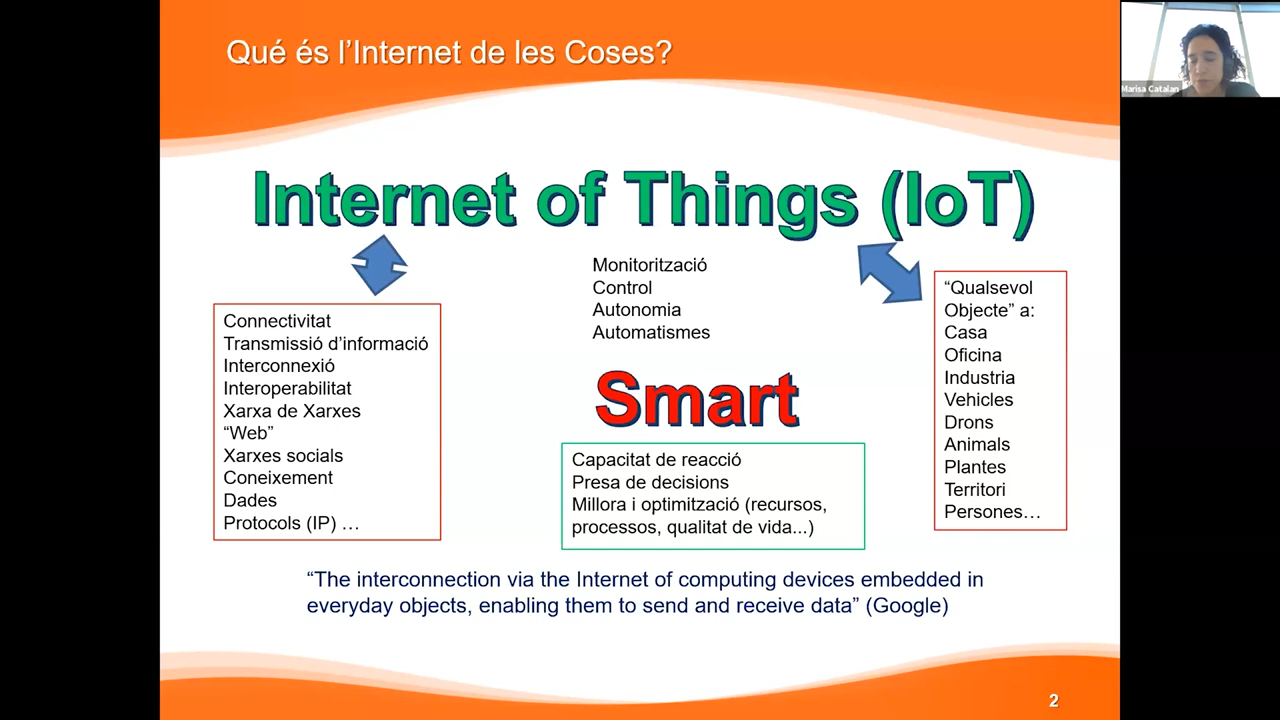 Qué és l’Internet de les Coses?
Marisa Catalan
Internet of Things (IoT)
Monitorització
Control
Autonomia
Automatismes
Connectivitat
Transmissió d’informació
Interconnexió
Interoperabilitat
Xarxa de Xarxes
“Web”
Xarxes socials
Coneixement
Dades
Protocols (IP) …
Smart
Capacitat de reacció
Presa de decisions
Millora i optimització (recursos,
processos, qualitat de vida...)
“Qualsevol
Objecte” a:
Casa
Oficina
Industria
Vehicles
Drons
Animals
Plantes
Territori
Persones…
“The interconnection via the Internet of computing devices embedded in
everyday objects, enabling them to send and receive data” (Google)
2